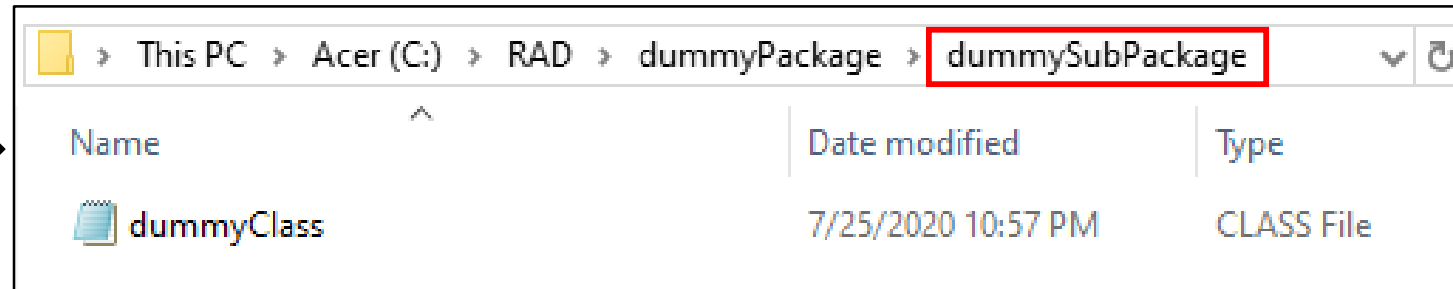 This PC > Acer (C:) > RAD > dummyPackage > dummySubPackage
Name Date modified Type
dummyClass 7/25/2020 10:57 PM CLASS File